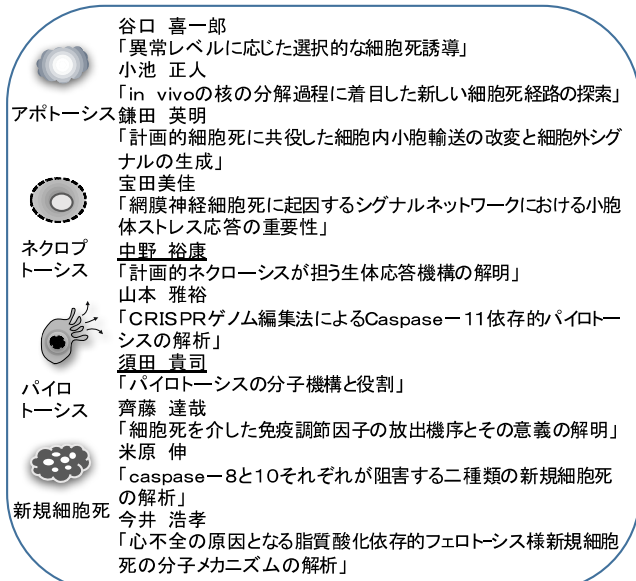 谷口 喜一郎
「異常レベルに応じた選択的な細胞死誘導」
小池 正人
「in vivoの核の分解過程に着目した新しい細胞死経路の探索」
アポトーシス
鎌田 英明
「計画的細胞死に共役した細胞内小胞輸送の改変と細胞外シグ
ナルの生成」
宝田美佳
「網膜神経細胞死に起因するシグナルネットワークにおける小胞
体ストレス応答の重要性」
ネクロプ
トーシス
中野 裕康
「計画的ネクローシスが担う生体応答機構の解明」
山本 雅裕
「CRISPRゲノム編集法によるCaspase－11依存的パイロトー
シスの解析」
須田 貴司
「パイロトーシスの分子機構と役割」
パイロ
トーシス
齊藤 達哉
「細胞死を介した免疫調節因子の放出機序とその意義の解明」
米原 伸
「caspase－8と10それぞれが阻害する二種類の新規細胞死
の解析」
新規細胞死
今井 浩孝
「心不全の原因となる脂質酸化依存的フェロトーシス様新規細胞
死の分子メカニズムの解析」